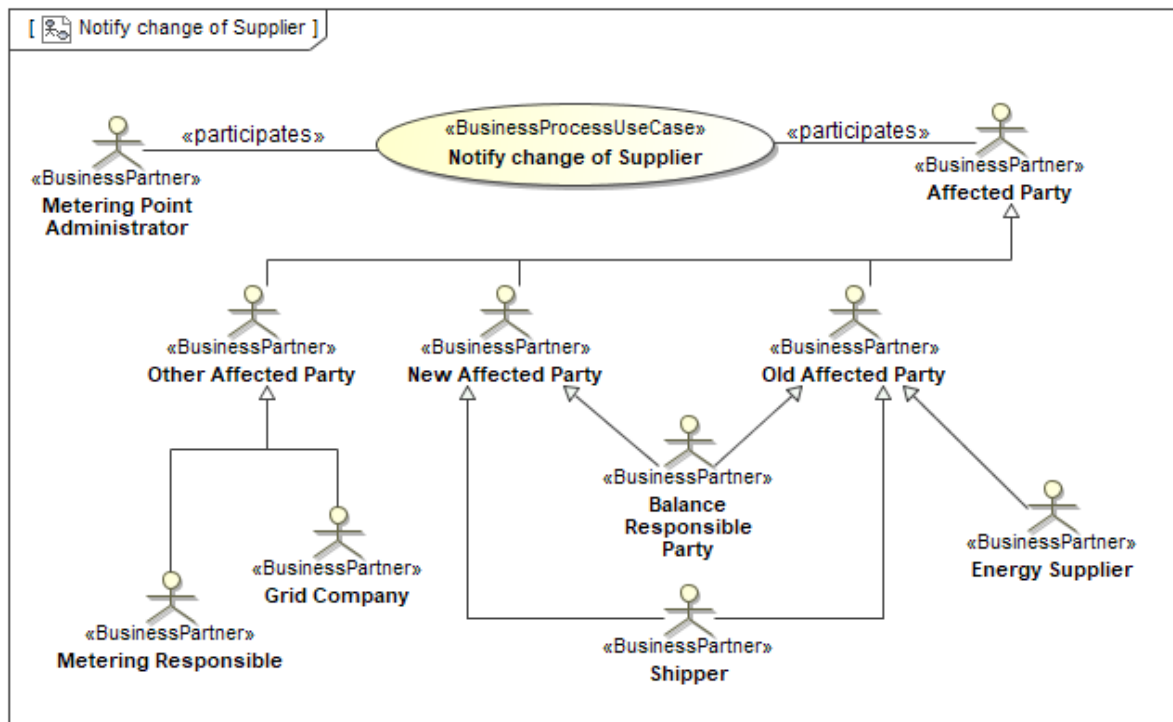 [ Notify change of Supplier ]
«BusinessProcessUseCase»
Notify change of Supplier
«participates»
«participates»
«BusinessPartner»
Metering Point
Administrator
«BusinessPartner»
Affected Party
«BusinessPartner»
Other Affected Party
«BusinessPartner»
New Affected Party
«BusinessPartner»
Old Affected Party
«BusinessPartner»
Balance
Responsible
Party
«BusinessPartner»
Energy Supplier
«BusinessPartner»
Grid Company
«BusinessPartner»
Metering Responsible
«BusinessPartner»
Shipper